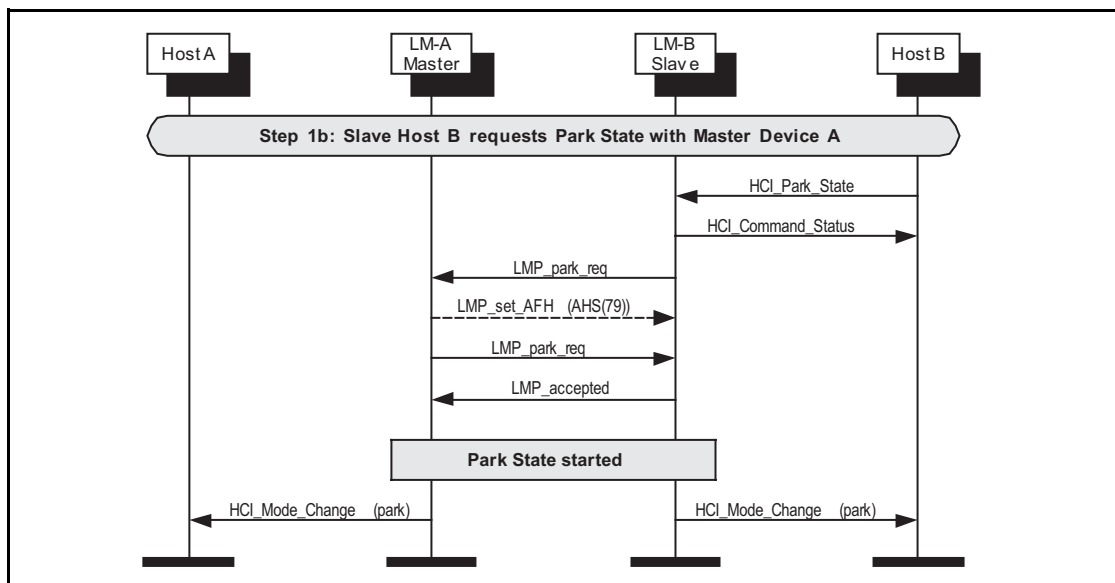 Host A
LM-A
Master
LM-B
Slave
Host B
Step 1b: Slave Host B requests Park State with Master Device A
HCI_Park_State
HCI_Command_Status
LMP_park_req
LMP_set_AFH (AHS(79))
LMP_park_req
LMP_accepted
Park State started
HCI_Mode_Change (park)
HCI_Mode_Change (park)